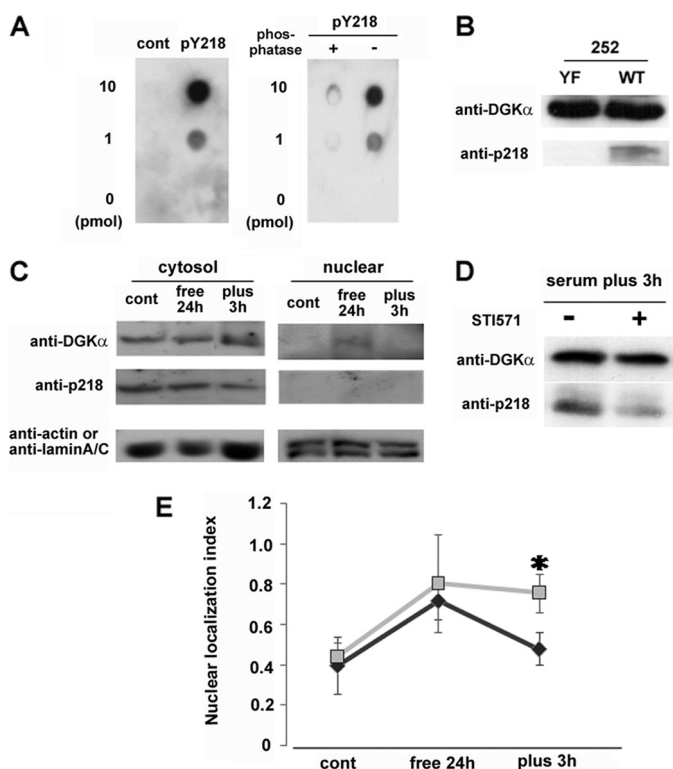 A
cont pY218
10
1
0
(pmol)
phos-
phatase
pY218
+ -
10
1
0
(pmol)
B
252
YF WT
anti-DGKα
anti-p218
C
cytosol nuclear
cont free 24h plus 3h cont free 24h plus 3h
anti-DGKα
anti-p218
anti-actin or
anti-laminA/C
D
serum plus 3h
STI571 - +
anti-DGKα
anti-p218
E
Nuclear localization index
1.2
1.0
0.8
0.6
0.4
0.2
0
*
cont free 24h plus 3h